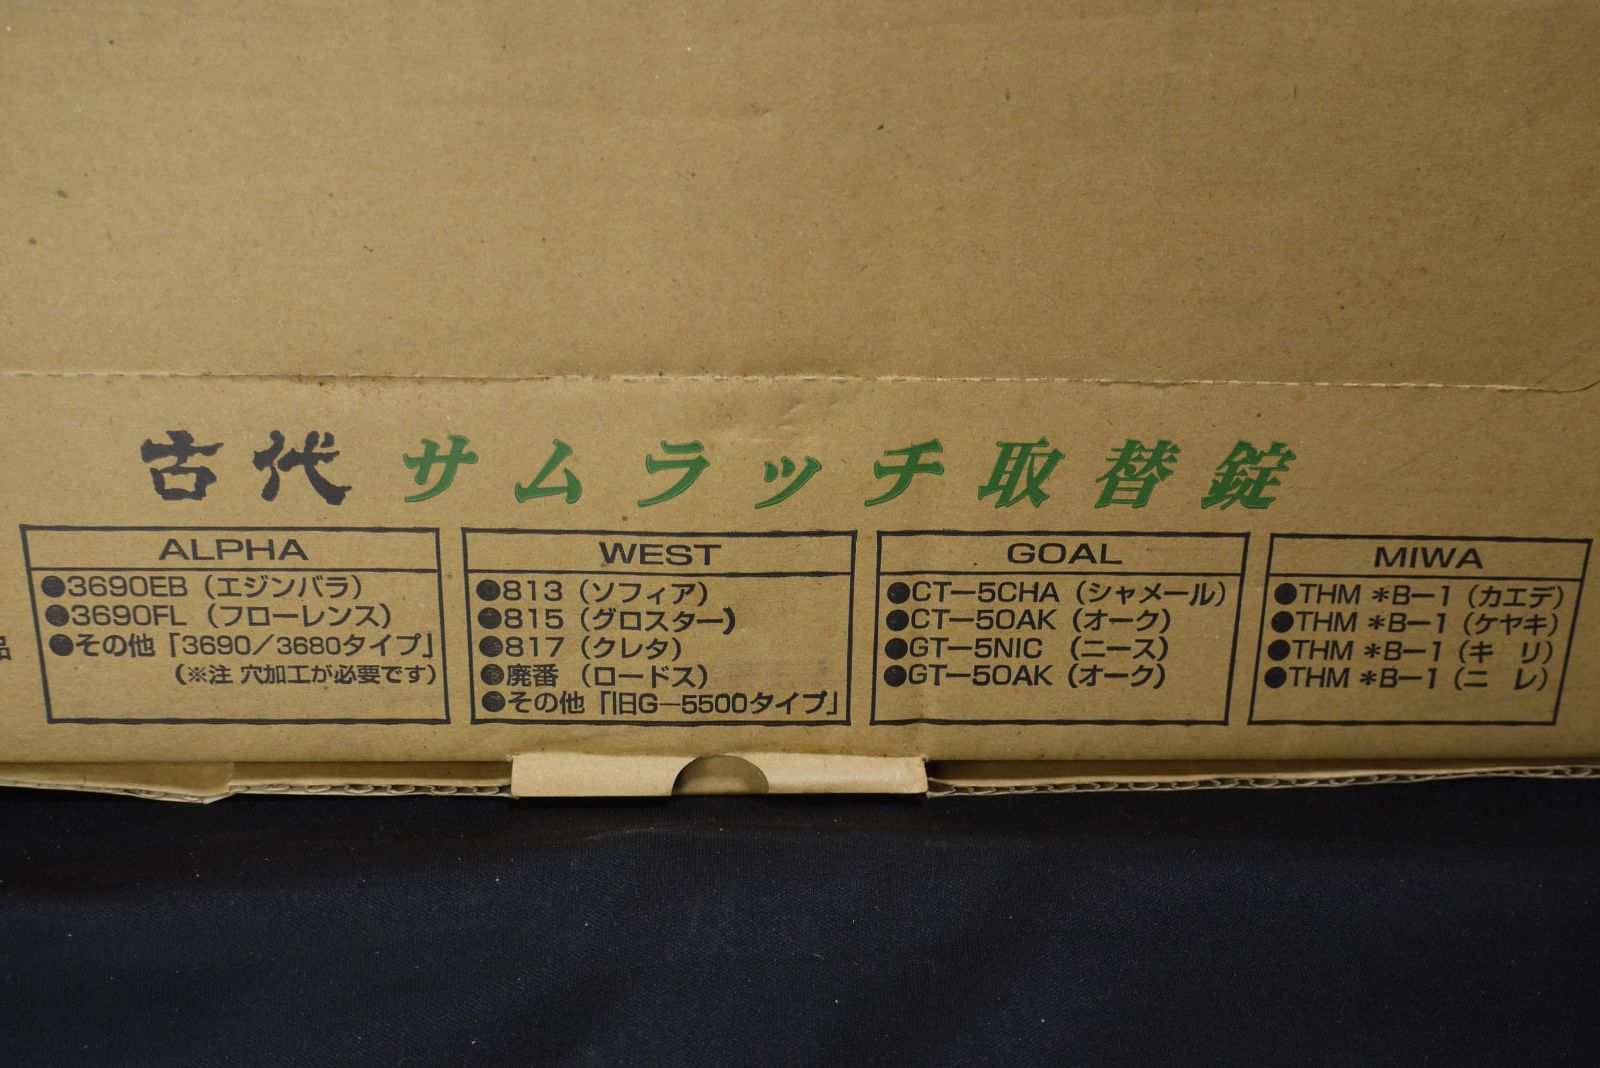 古代 サムラッチ取替錠
品
ALPHA
●3690EB（エジンバラ）
●3690FL（フローレンス）
●その他「3690／3680タイプ」
（※注 穴加工が必要です）
WEST
●813（ソフィア）
●815（グロスター）
●817（クレタ）
●廃番（ロードス）
●その他「旧G－5500タイプ」
GOAL
●CT－5CHA（シャメール）
●CT－5OAK（オーク）
●GT－5NIC（ニース）
●GT－5OAK（オーク）
MIWA
●THM＊B－1（カエデ）
●THM＊B－1（ケヤキ）
●THM＊B－1（キ リ）
●THM＊B－1（ニ レ）